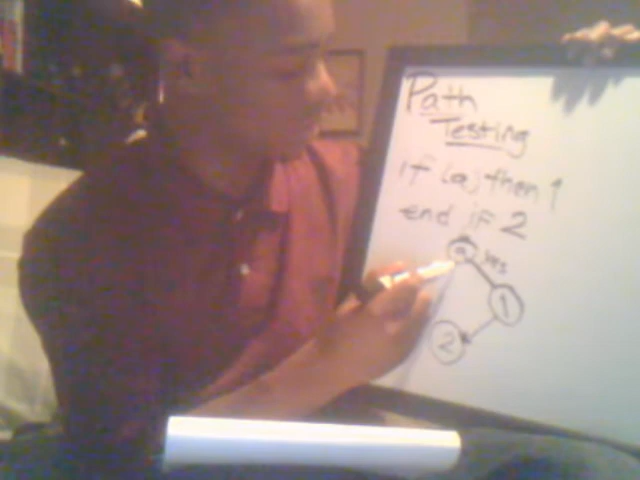 Path
Testing
if (a) then 1
end if 2
a yes
1
2